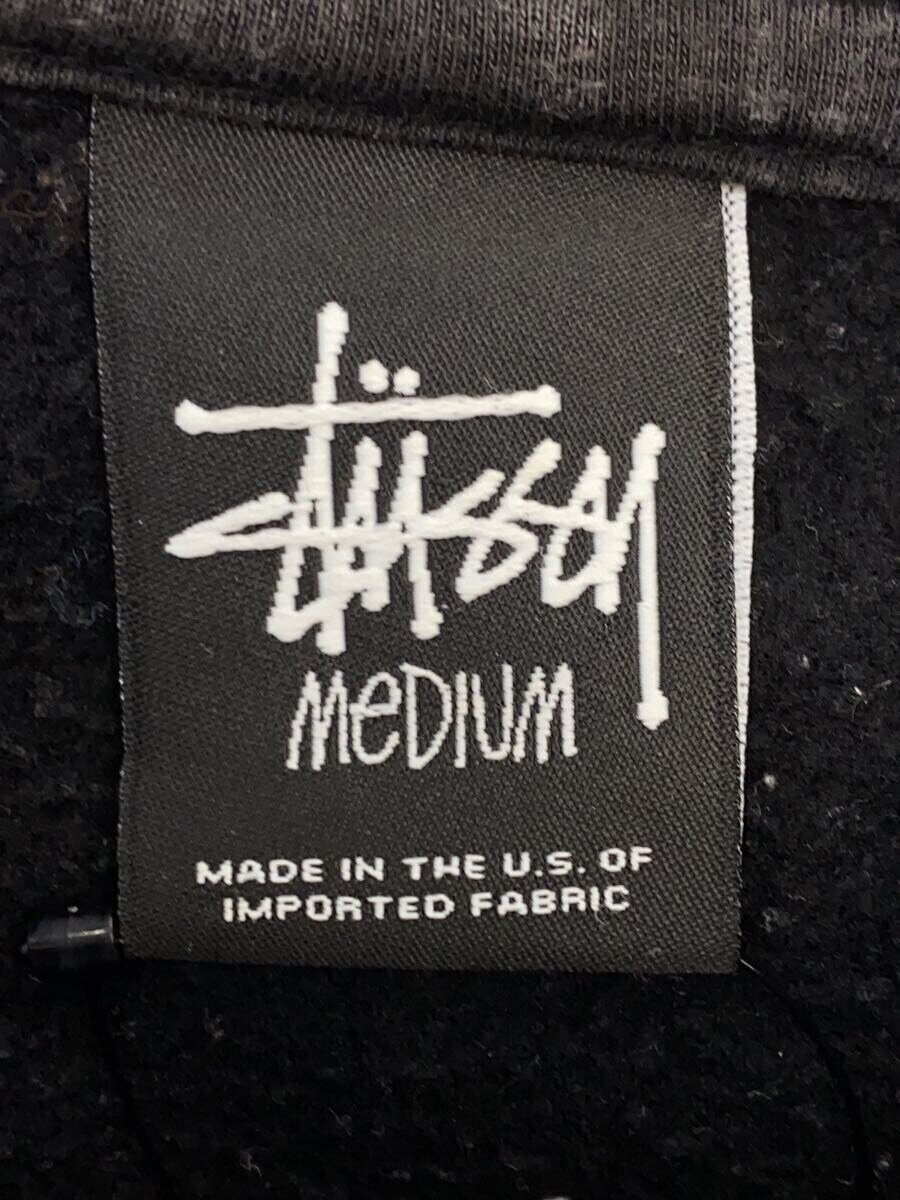 stüssy
MeDIUM
MADE IN THE U.S. OF
IMPORTED FABRIC